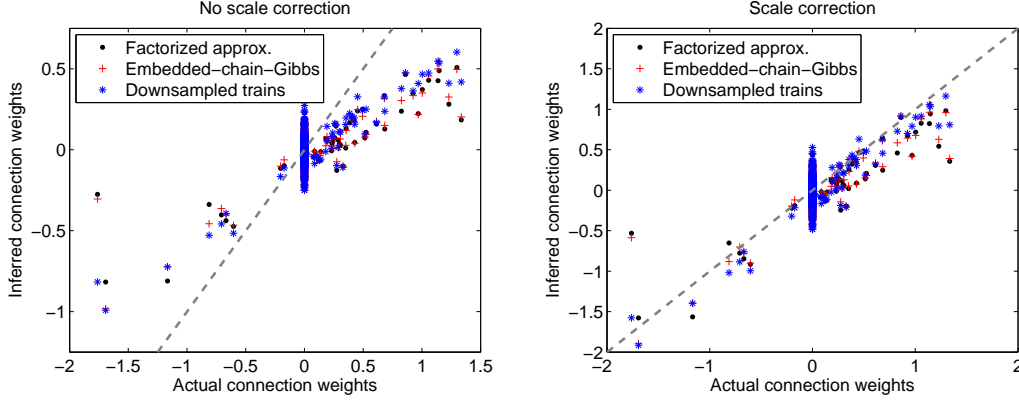 No scale correction
Factorized approx.
Embedded−chain−Gibbs
Downsampled trains
0.5
0
−0.5
−1
−2
−1.5
−1
−0.5
0
0.5
1
1.5
Inferred connection weights
Actual connection weights
Scale correction
Factorized approx.
Embedded−chain−Gibbs
Downsampled trains
2
1.5
1
0.5
0
−0.5
−1
−1.5
−2
−2
−1
0
1
2
Inferred connection weights
Actual connection weights